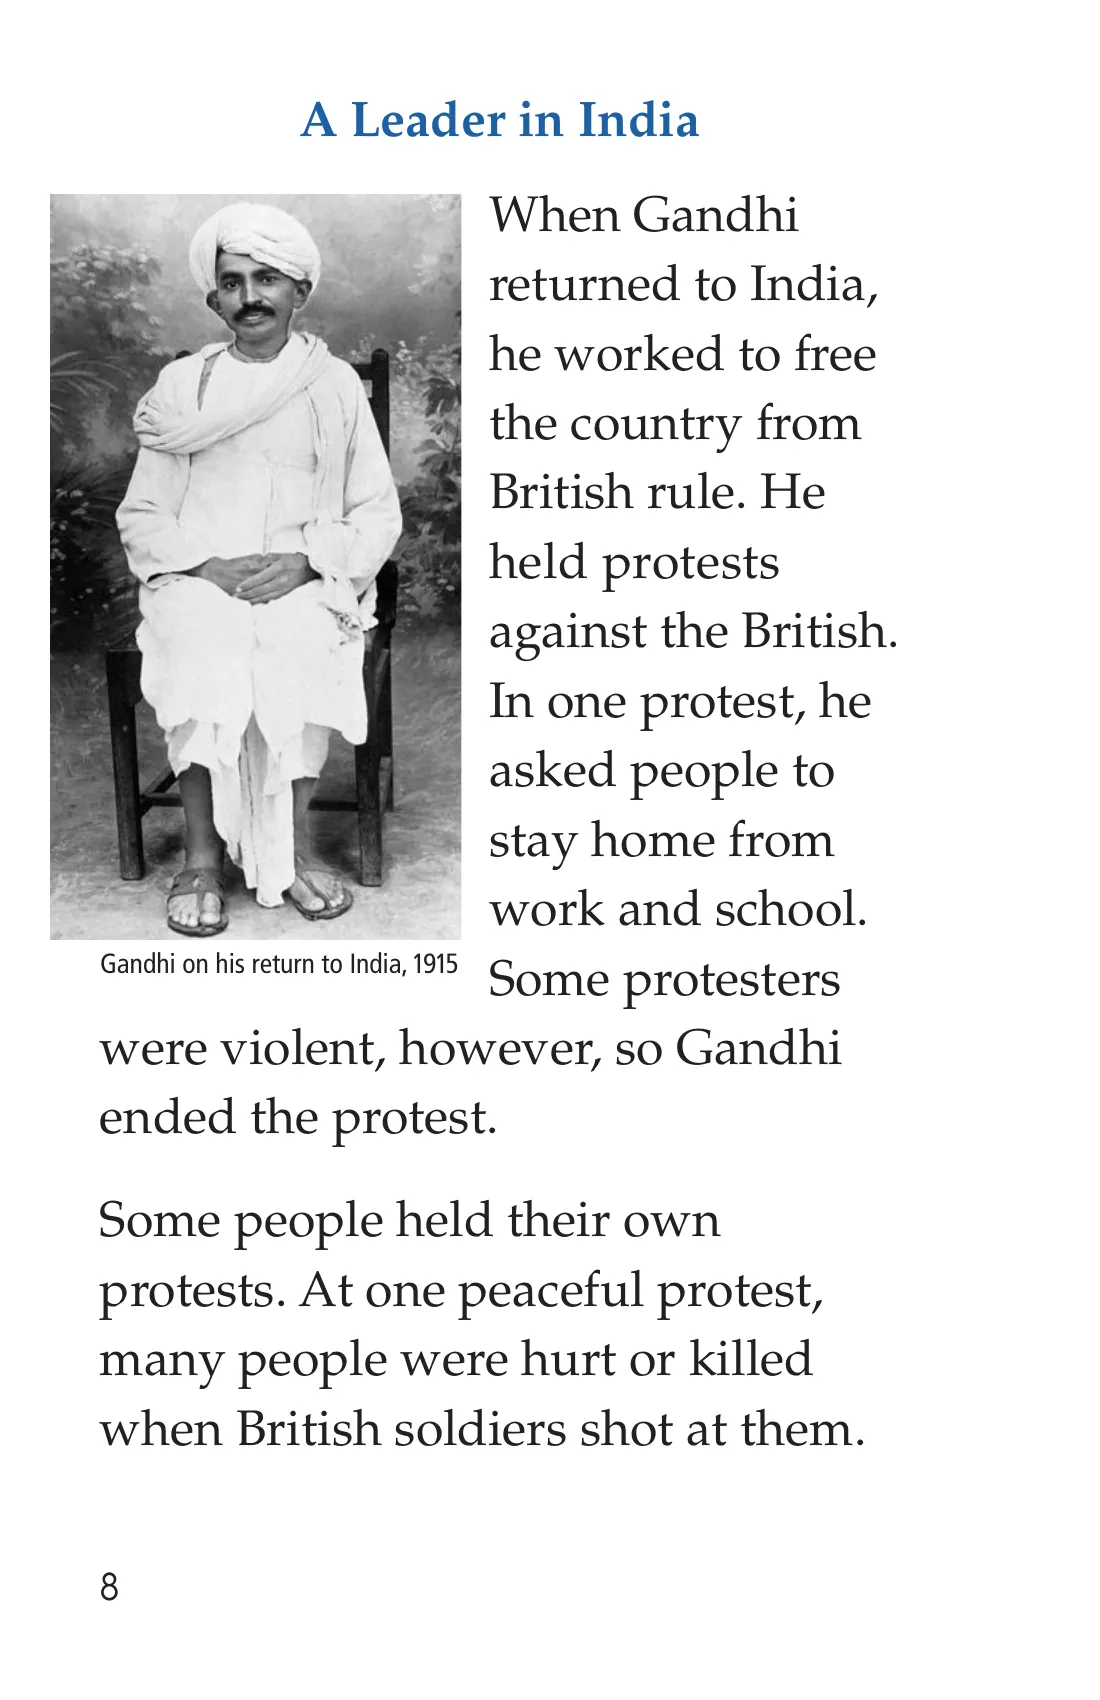 A Leader in India
When Gandhi
returned to India,
he worked to free
the country from
British rule. He
held protests
against the British.
In one protest, he
asked people to
stay home from
work and school.
Gandhi on his return to India, 1915
Some protesters
were violent, however, so Gandhi
ended the protest.
Some people held their own
protests. At one peaceful protest,
many people were hurt or killed
when British soldiers shot at them.
8